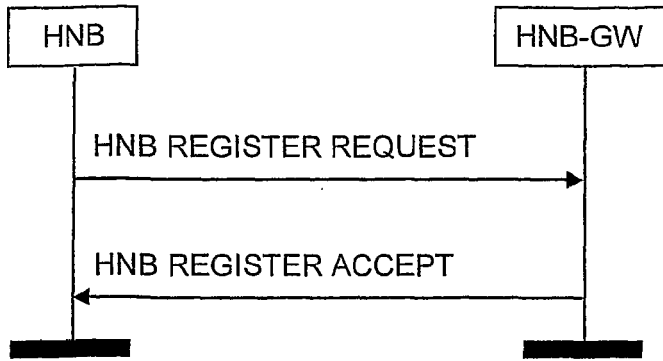 HNB
HNB-GW
HNB REGISTER REQUEST
HNB REGISTER ACCEPT